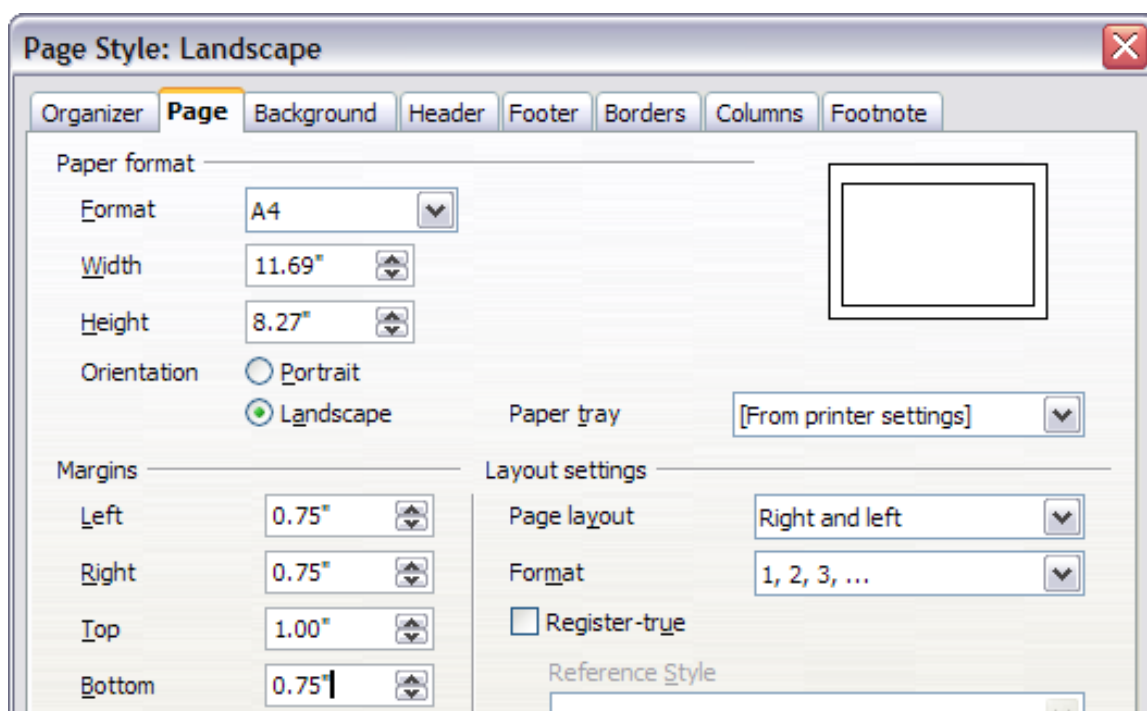 Page Style: Landscape
Organizer Page Background Header Footer Borders Columns Footnote
Paper format
Format A4
Width 11.69"
Height 8.27"
Orientation Portrait
Landscape Paper tray [From printer settings]
Margins Layout settings
Left 0.75" Page layout Right and left
Right 0.75" Format 1, 2, 3, ...
Top 1.00" Register-true
Reference Style
Bottom 0.75"